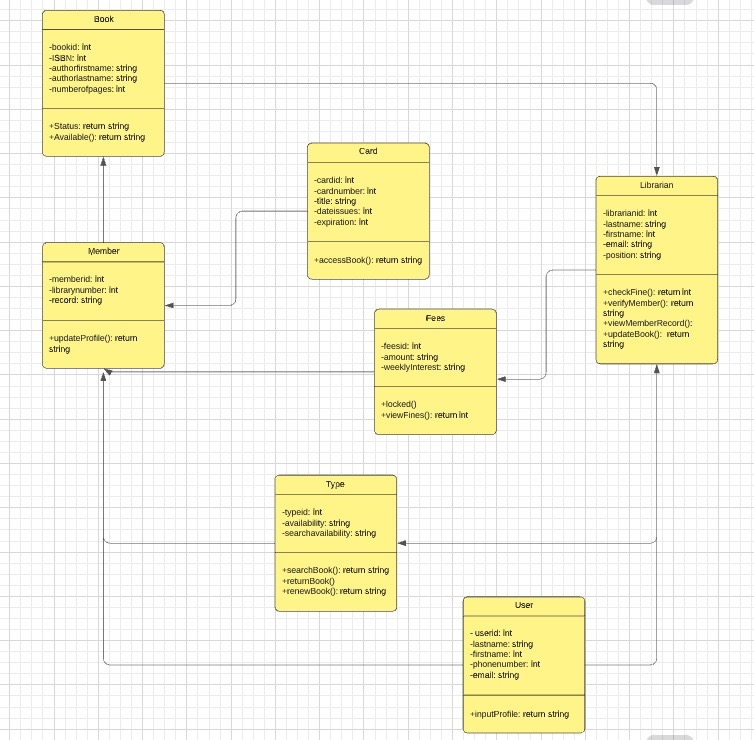 Book
-bookid: int
-ISBN: int
-authorfirstname: string
-authorlastname: string
-numberofpages: int
+Status: return string
+Available(): return string
Card
-cardid: int
-cardnumber: int
-title: string
-dateissues: int
-expiration: int
+accessBook(): return string
Librarian
-librarianid: int
-lastname: string
-firstname: int
-email: string
-position: string
+checkFine(): return int
+verifyMember(): return
string
+viewMemberRecord():
+updateBook(): return
string
Member
-memberid: int
-librarynumber: int
-record: string
+updateProfile(): return
string
Fees
-feesid: int
-amount: string
-weeklyInterest: string
+locked()
+viewFines(): return int
Type
-typeid: int
-availability: string
-searchavailability: string
+searchBook(): return string
+returnBook()
+renewBook(): return string
User
- userid: int
-lastname: string
-firstname: int
-phonenumber: int
-email: string
+inputProfile: return string